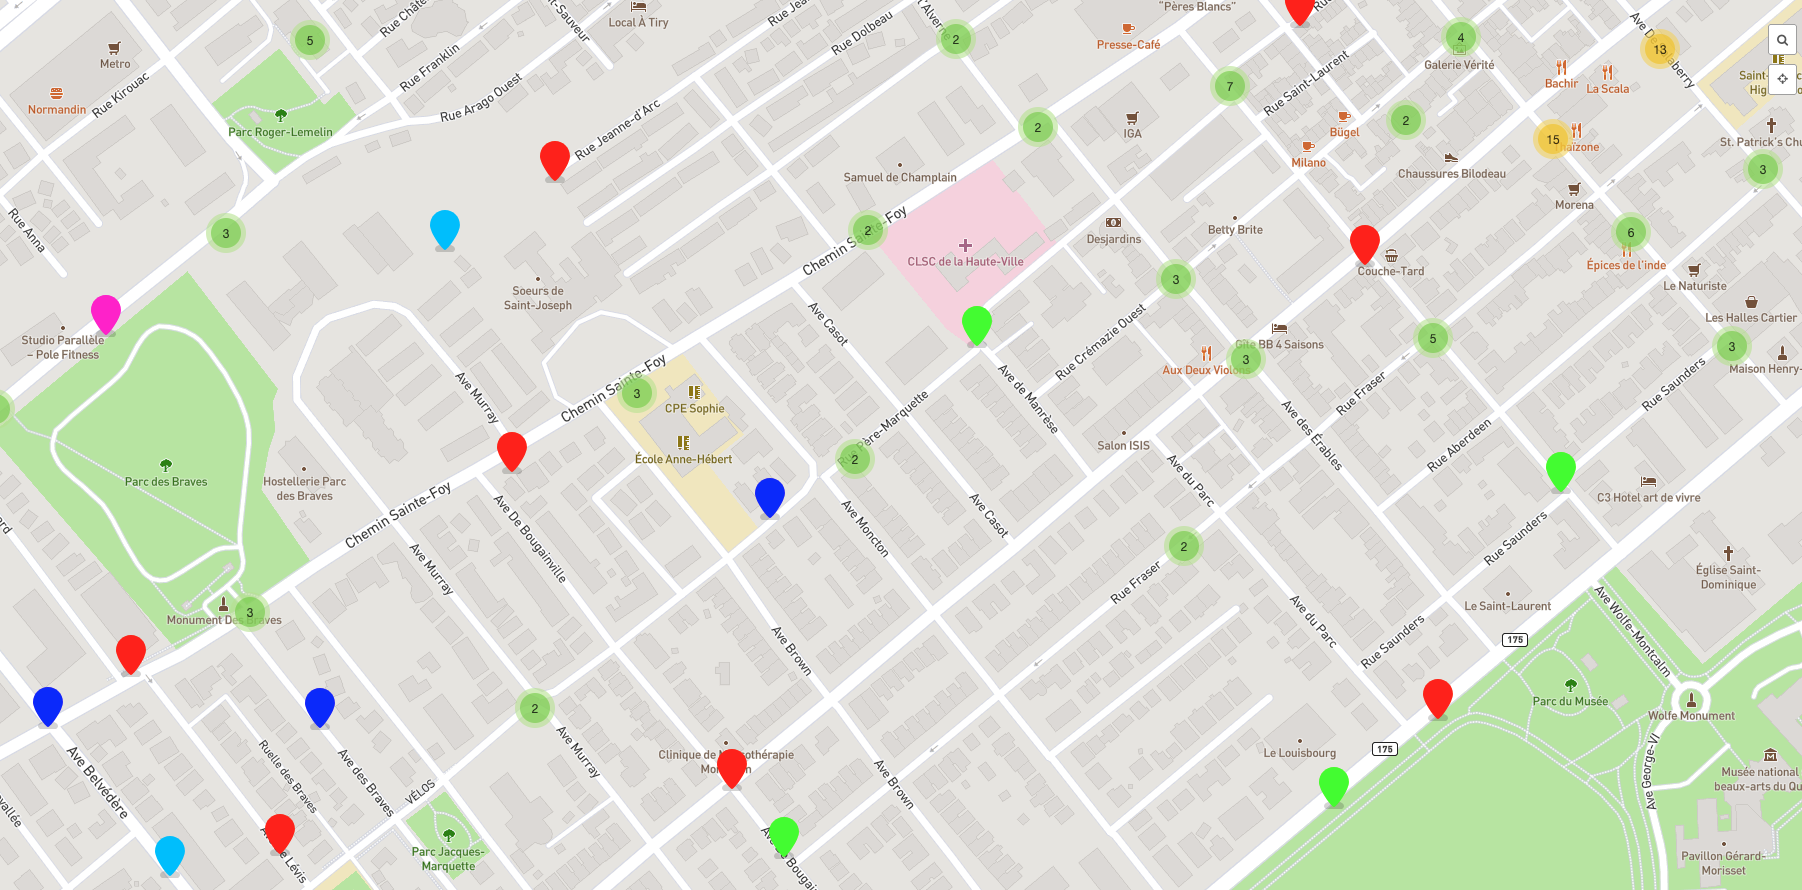 Rue Châte
t-Sauveur
Local À Tiry
Rue Jea
Rue Dolbeau
t Alverne
"Pères Blancs"
Ru
Ave De
aberry
5
2
4
13
Metro
Rue Franklin
Presse-Café
Galerie Vérité
Saint-
Hig
Normandin
Rue Kirouac
Rue Arago Ouest
7
Rue Saint-Laurent
Bachir
La Scala
Parc Roger-Lemelin
Rue Jeanne-d'Arc
2
IGA
Bügel
2
15
haïzone
St. Patrick's Chu
Milano
Chaussures Bilodeau
3
Samuel de Champlain
Morena
Rue Anna
3
2
Chemin Sainte-Foy
Desjardins
Betty Brite
6
CLSC de la Haute-Ville
Couche-Tard
Épices de l'inde
Soeurs de
Saint-Joseph
3
Le Naturiste
Les Halles Cartier
Studio Parallèle
– Pole Fitness
Ave Casot
Rue Crémazie Ouest
Gîte BB 4 Saisons
3
Aux Deux Violons
5
3
Maison Henry-
Ave Murray
Chemin Sainte-Foy
3
CPE Sophie
Ave de Manrèse
Rue Fraser
Rue Saunders
École Anne-Hébert
Rue Père-Marquette
2
Salon ISIS
Ave des Érables
Rue Aberdeen
Parc des Braves
Hostellerie Parc
des Braves
Ave du Parc
C3 Hotel art de vivre
Chemin Sainte-Foy
Ave De Bougainville
Ave Moncton
Ave Casot
Rue Saunders
Ave Murray
2
Rue Fraser
Église Saint-
Dominique
Monument Des Braves
3
Ave du Parc
Le Saint-Laurent
Ave Wolfe-Montcalm
Ave Brown
Rue Saunders
175
Parc du Musée
Wolfe Monument
2
Ave Murray
Clinique de M
sothérapie
Mon
n
Le Louisbourg
175
Ave George-VI
Musée national
beaux-arts du Qu
Ave Belvédère
Ruelle des Braves
Ave des Braves
VÉLOS
Ave Brown
evallée
Lévis
Parc Jacques-
Marquette
Bougai
Pavillon Gérard-
Morisset